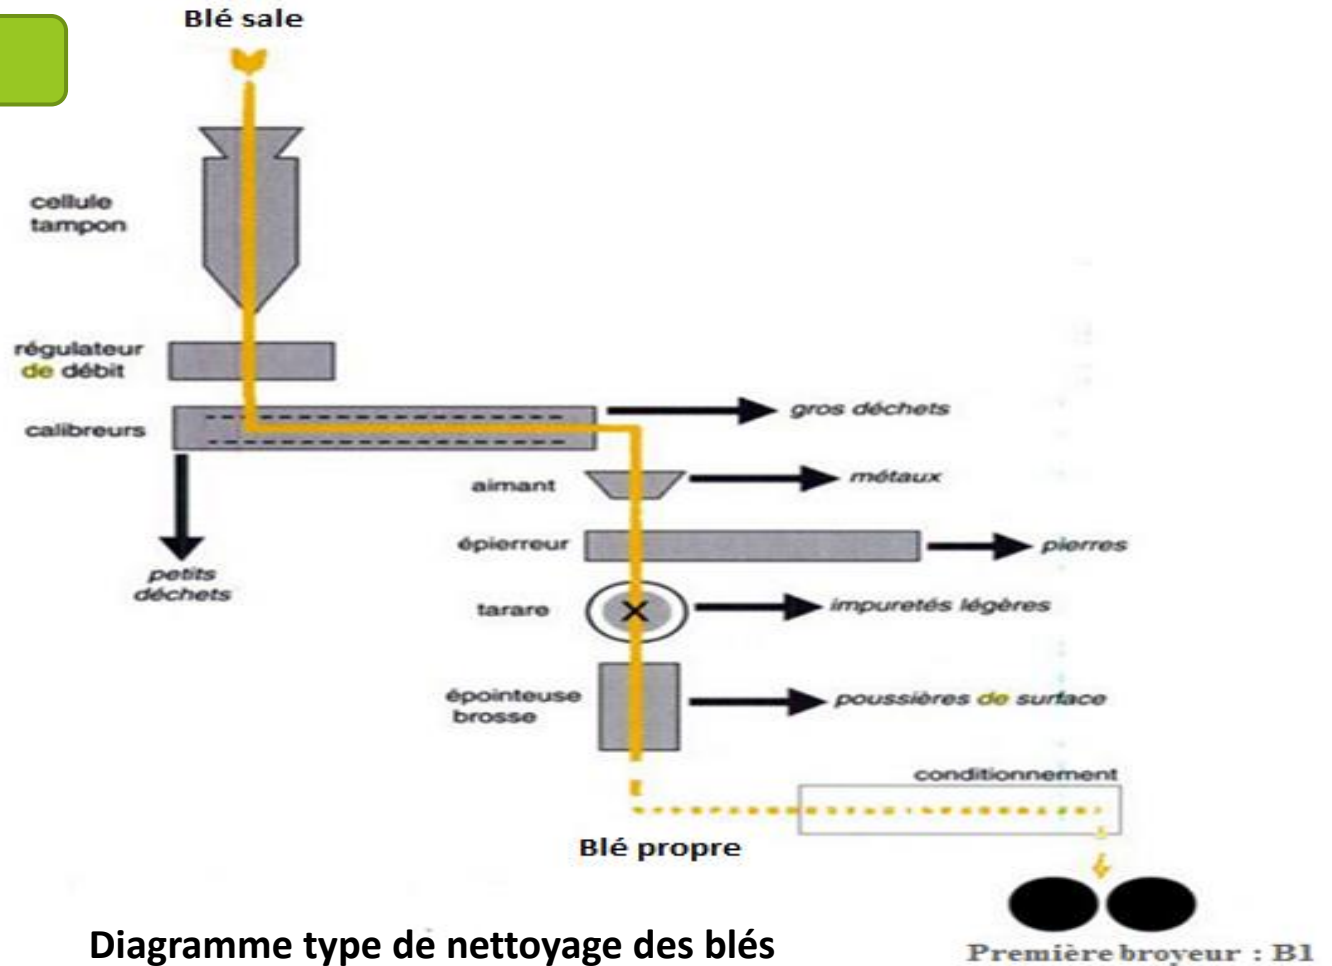 Blé sale
cellule
tampon
régulateur
de débit
calibreurs
gros déchets
aimant
métaux
épierreur
pierres
petits
déchets
tarare
impuretés légères
épointeuse
brosse
poussières de surface
conditionnement
Blé propre
Diagramme type de nettoyage des blés
Première broyeur : B1